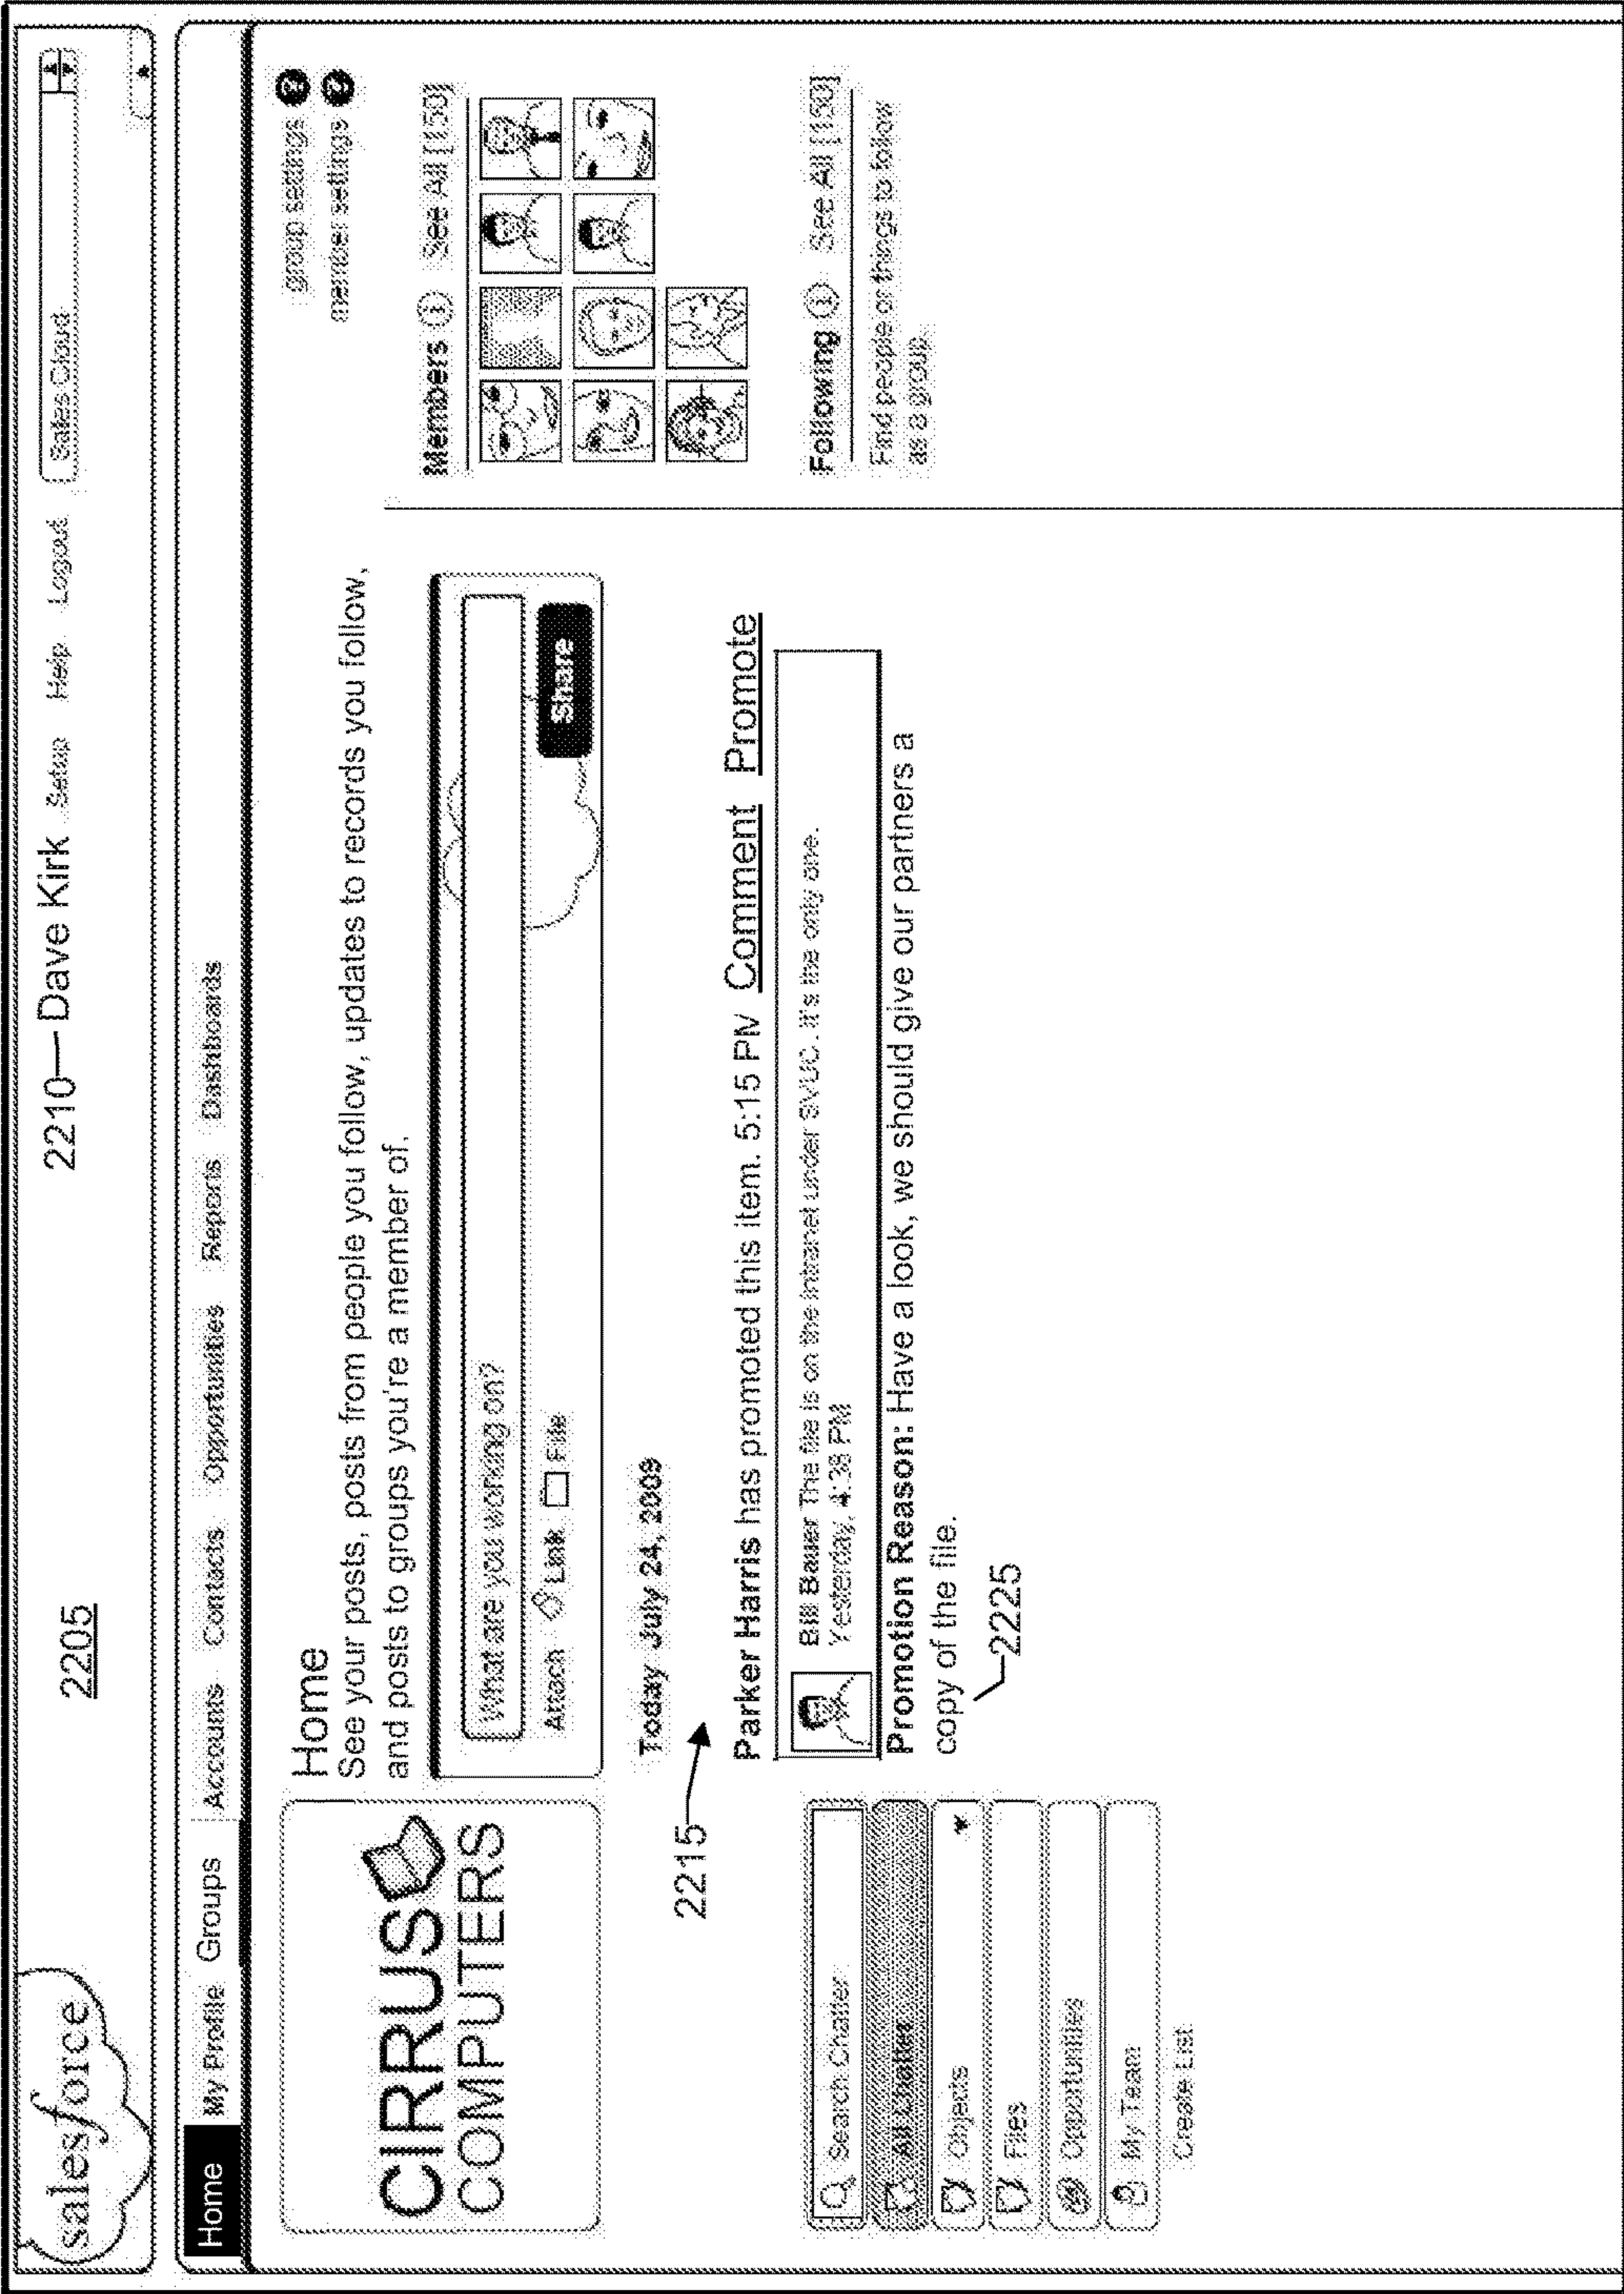 salesforce
2205
2210 Dave Kirk Setup Help Logout Sales Cloud
Home My Profile Groups Accounts Contacts Opportunities Reports Dashboards
CIRRUS
COMPUTERS
Home
See your posts, posts from people you follow, updates to records you follow,
and posts to groups you're a member of.
What are you working on?
Attach Link File
Share
Today July 24, 2009
2215
Parker Harris has promoted this item. 5:15 PM Comment Promote
Bill Bauer The file is on the intranet under SVUC. It's the only one.
Yesterday, 4:38 PM
Promotion Reason: Have a look, we should give our partners a
copy of the file.
2225
Search Chatter
All Chatter
Objects
Files
Opportunities
My Team
Create List
group settings
member settings
Members See All [150]
Following See All [150]
Find people or things to follow
as a group.